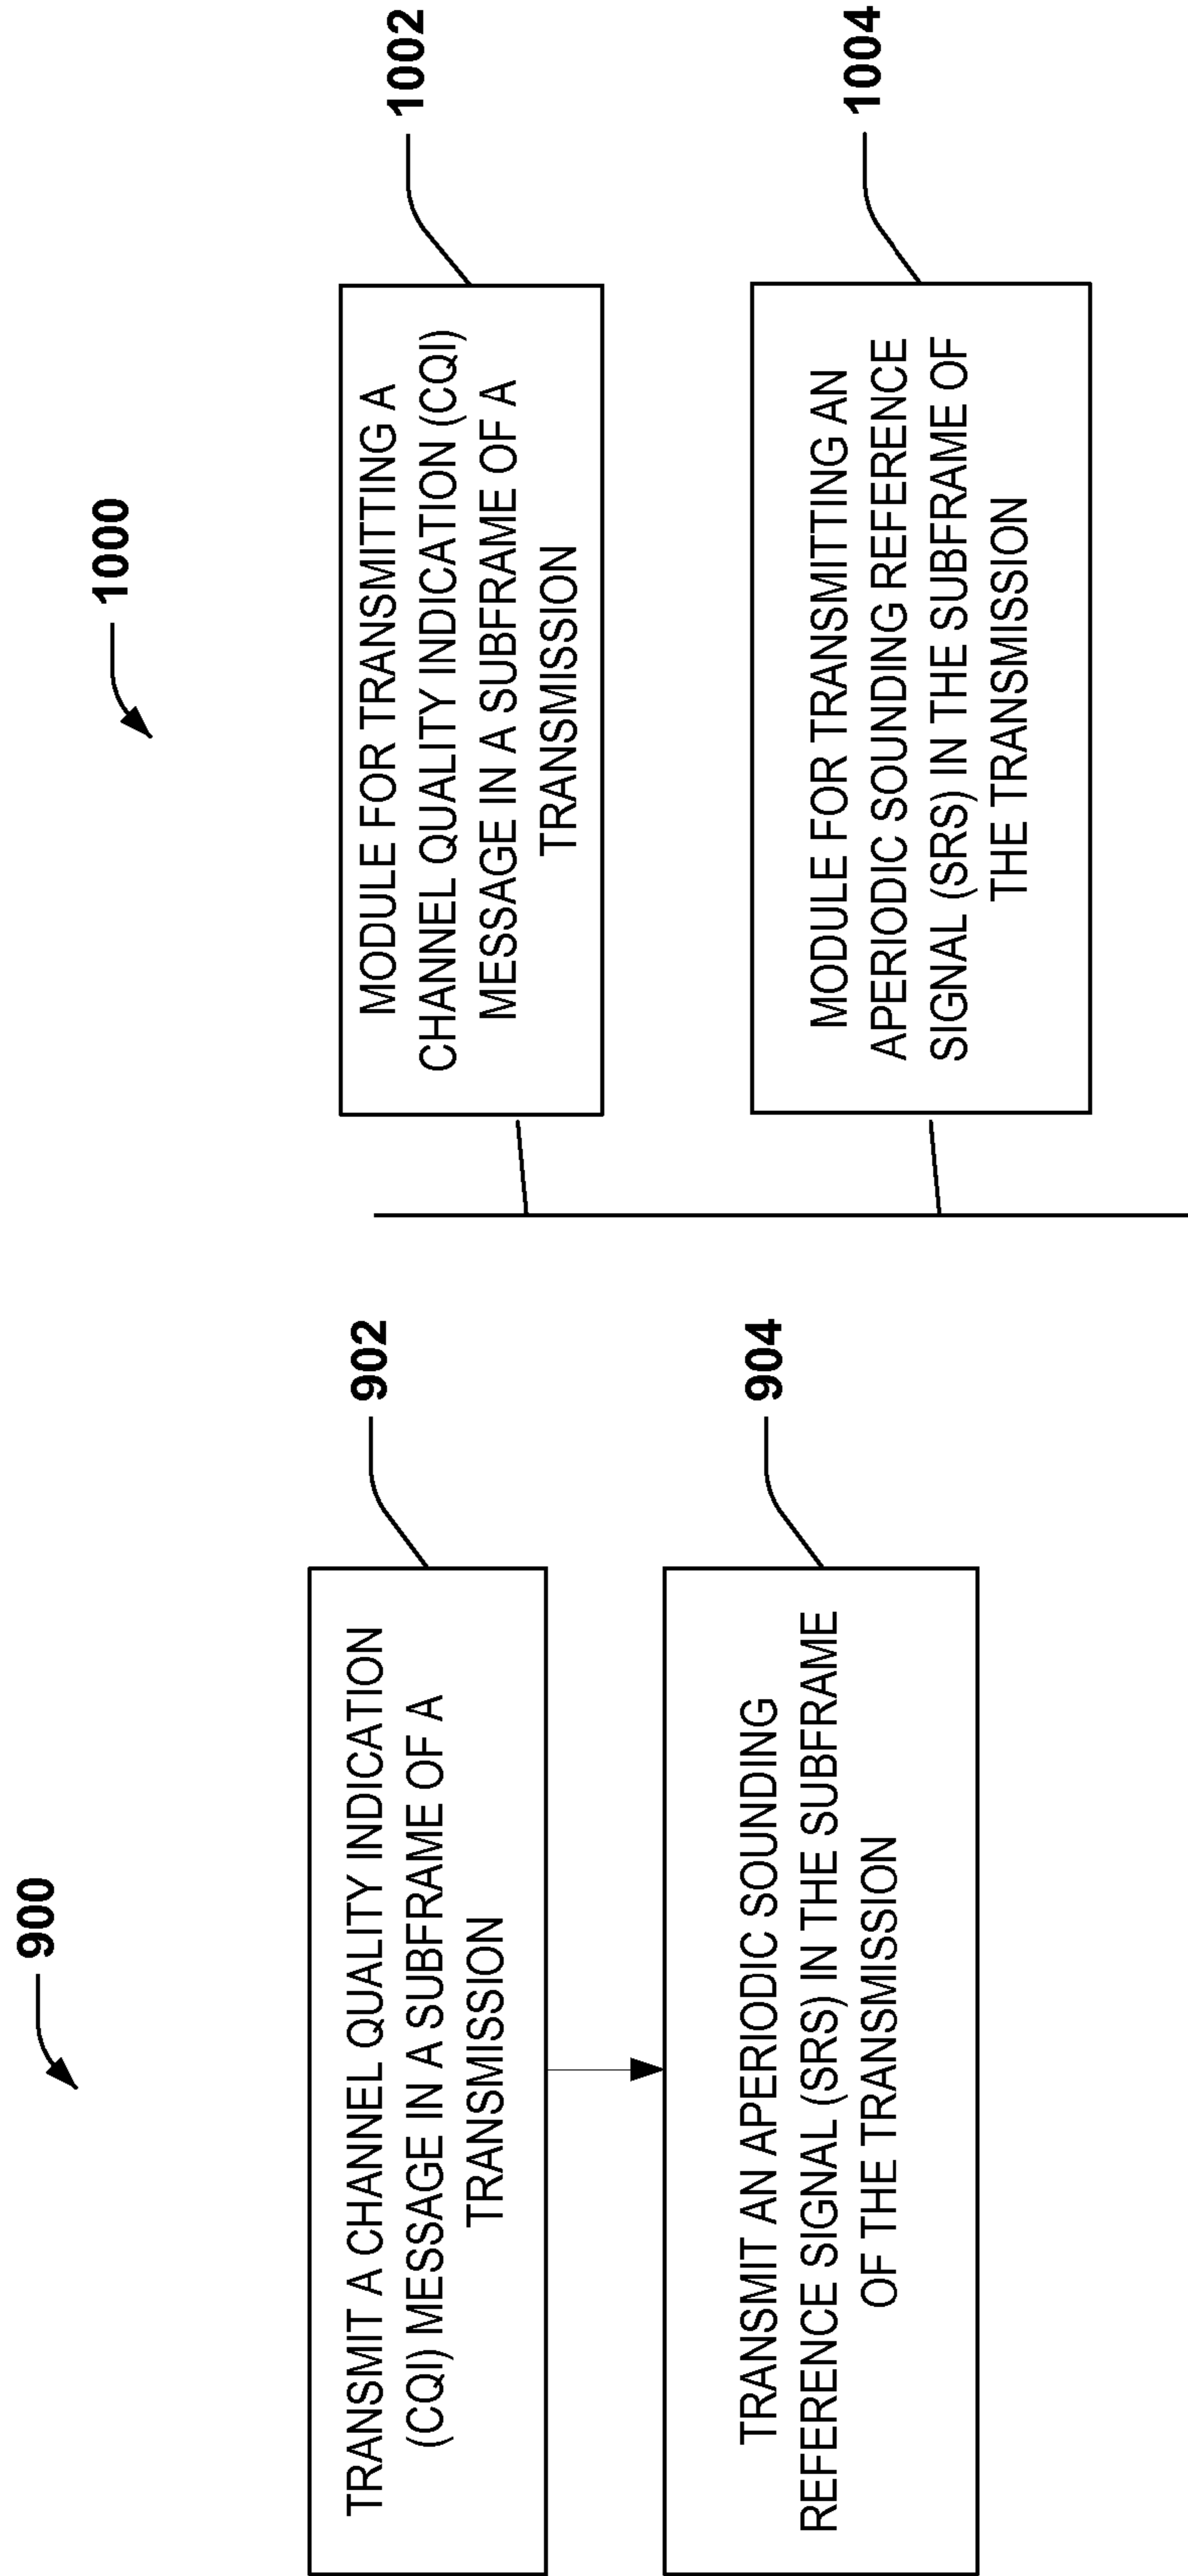 900
TRANSMIT A CHANNEL QUALITY INDICATION
(CQI) MESSAGE IN A SUBFRAME OF A
TRANSMISSION
902
TRANSMIT AN APERIODIC SOUNDING
REFERENCE SIGNAL (SRS) IN THE SUBFRAME
OF THE TRANSMISSION
904
1000
MODULE FOR TRANSMITTING A
CHANNEL QUALITY INDICATION (CQI)
MESSAGE IN A SUBFRAME OF A
TRANSMISSION
1002
MODULE FOR TRANSMITTING AN
APERIODIC SOUNDING REFERENCE
SIGNAL (SRS) IN THE SUBFRAME OF
THE TRANSMISSION
1004